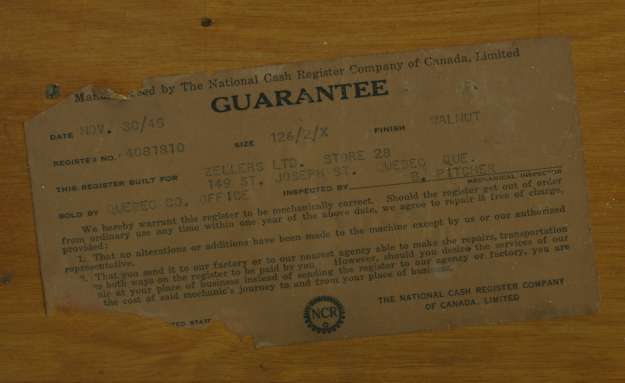 Manufactured by The National Cash Register Company of Canada, Limited
GUARANTEE
DATE NOV. 30/45 SIZE 126/2/X FINISH WALNUT
REGISTER NO. 4081810
THIS REGISTER BUILT FOR ZELLERS LTD. STORE 28
149 ST. JOSEPH ST. QUEBEC QUE.
SOLD BY QUEBEC CO. OFFICE INSPECTED BY B. PITCHER
MECHANICAL INSPECTOR
We hereby warrant this register to be mechanically correct. Should the register get out of order
from ordinary use any time within one year of the above date, we agree to repair it free of charge,
provided:
1. That no alterations or additions have been made to the machine except by us or our authorized
representative.
2. That you send it to our factory or to our nearest agency able to make the repairs, transportation
both ways on the register to be paid by you. However, should you desire the services of our
nic at your place of business instead of sending the register to our agency or factory, you are
the cost of said mechanic's journey to and from your place of business.
THE NATIONAL CASH REGISTER COMPANY
OF CANADA, LIMITED
NCR
TED STAT